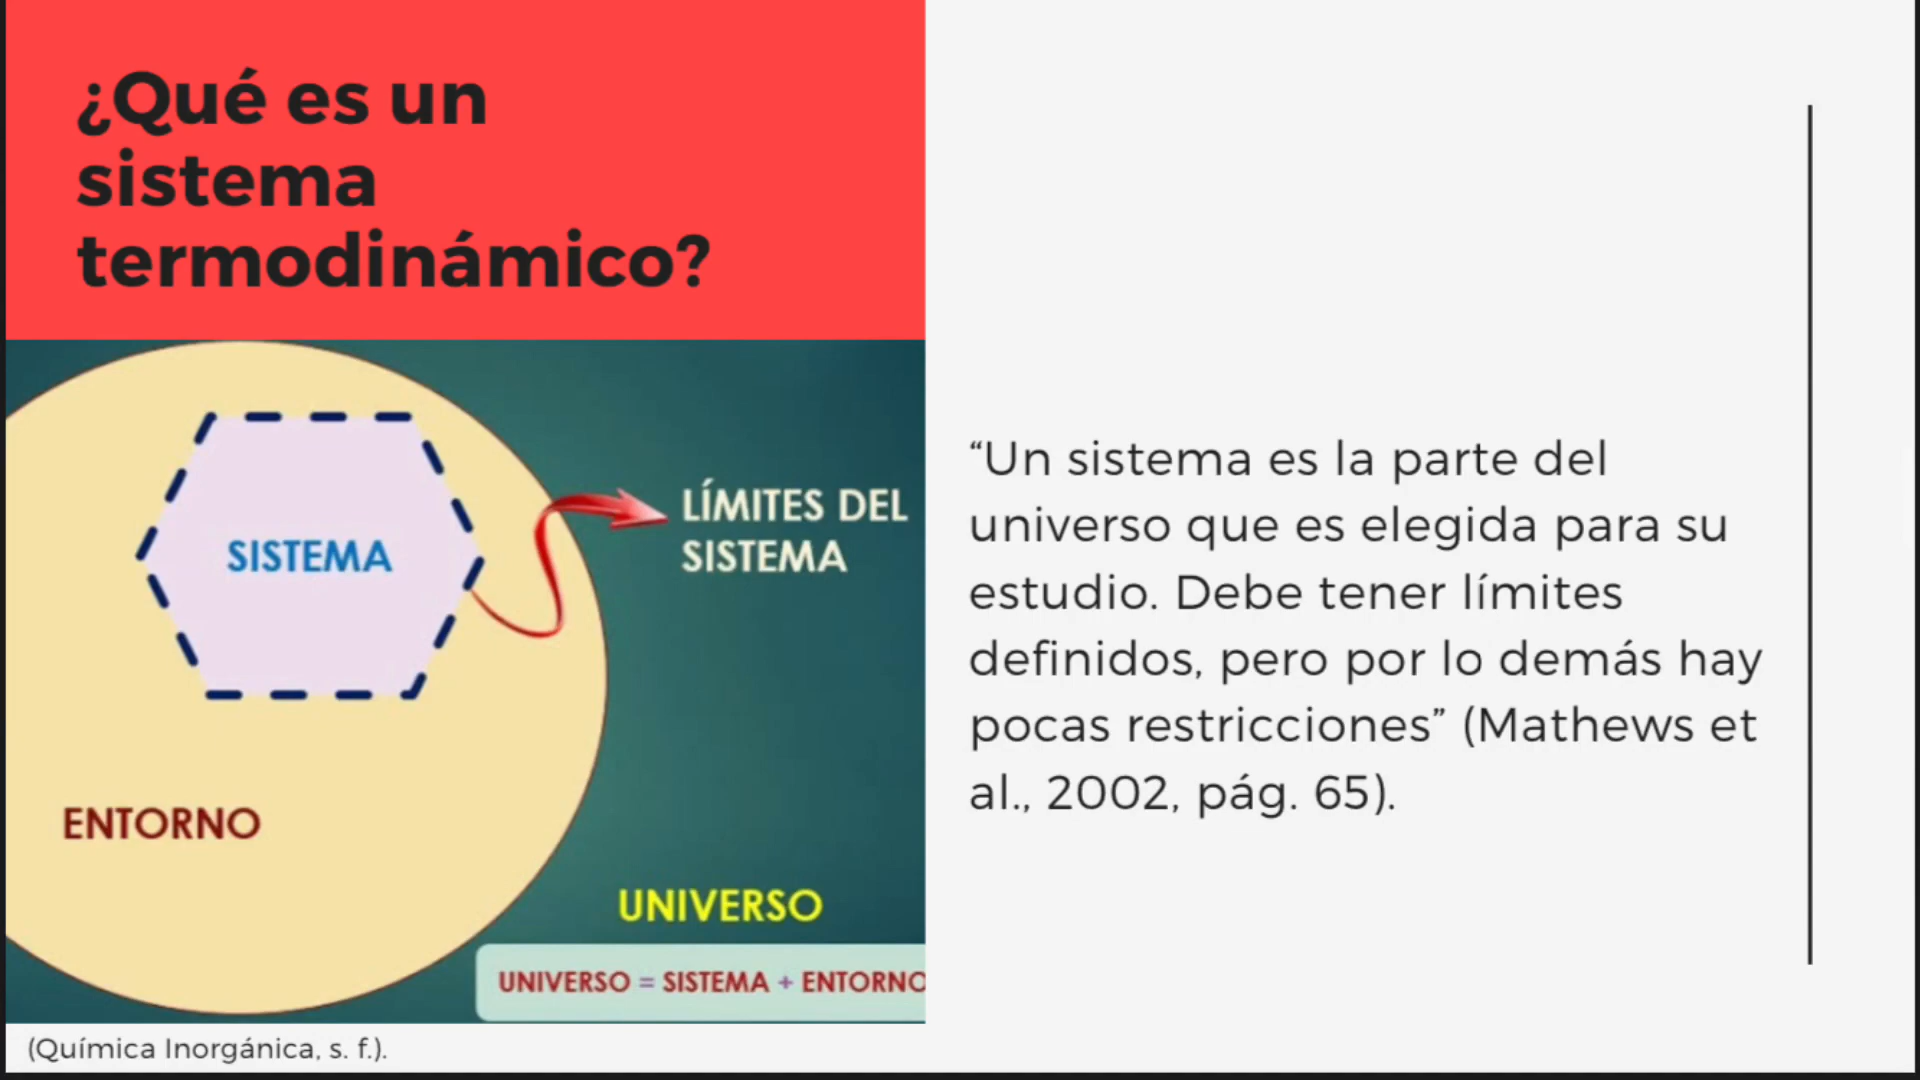 ¿Qué es un
sistema
termodinámico?
SISTEMA
LÍMITES DEL
SISTEMA
ENTORNO
UNIVERSO
UNIVERSO = SISTEMA + ENTORNO
(Química Inorgánica, s. f.).
“Un sistema es la parte del
universo que es elegida para su
estudio. Debe tener límites
definidos, pero por lo demás hay
pocas restricciones” (Mathews et
al., 2002, pág. 65).